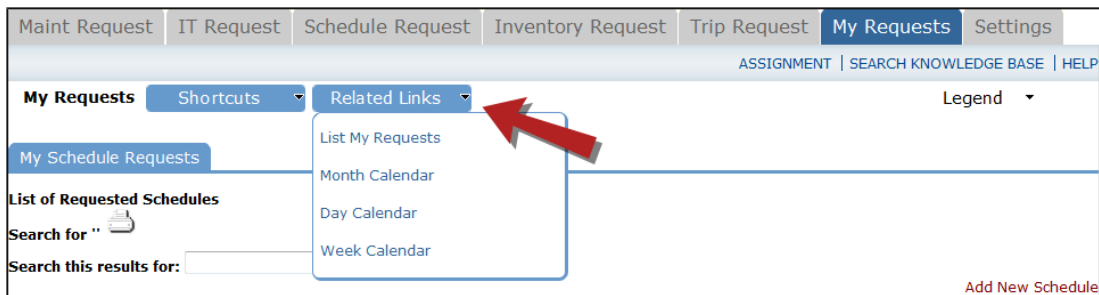 Maint Request IT Request Schedule Request Inventory Request Trip Request My Requests Settings
ASSIGNMENT | SEARCH KNOWLEDGE BASE | HELP
My Requests Shortcuts Related Links Legend
List My Requests
My Schedule Requests
Month Calendar
List of Requested Schedules
Day Calendar
Search for "
Week Calendar
Search this results for:
Add New Schedule